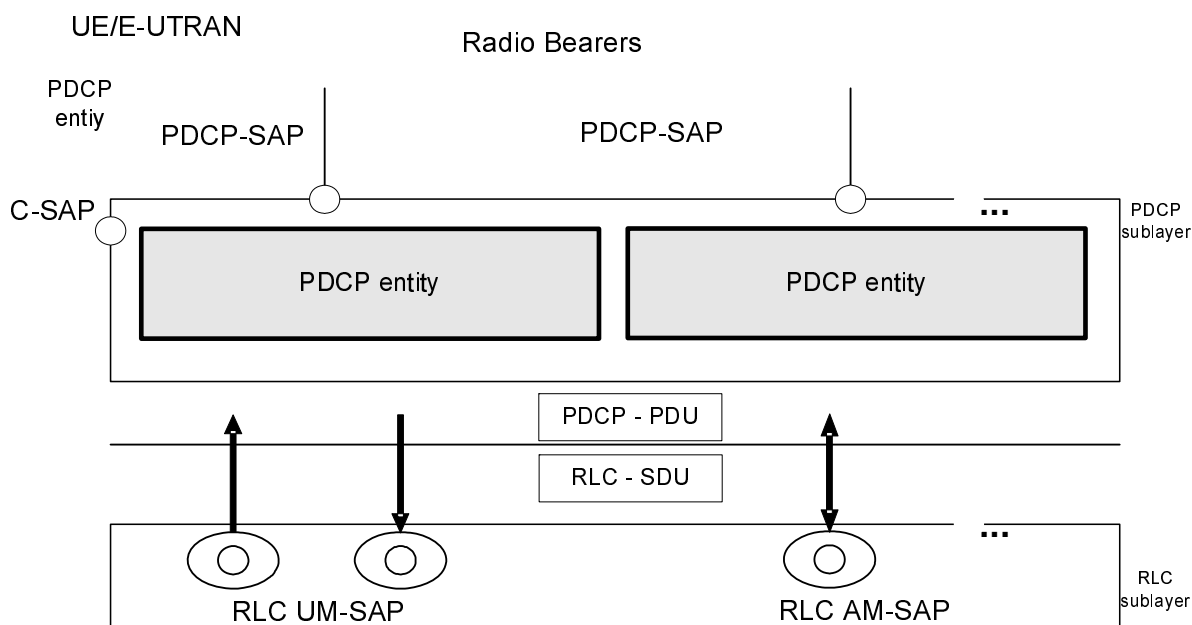 UE/E-UTRAN
Radio Bearers
PDCP
entiy
PDCP-SAP
PDCP-SAP
C-SAP
...
PDCP
sublayer
PDCP entity
PDCP entity
PDCP - PDU
RLC - SDU
...
RLC UM-SAP
RLC AM-SAP
RLC
sublayer